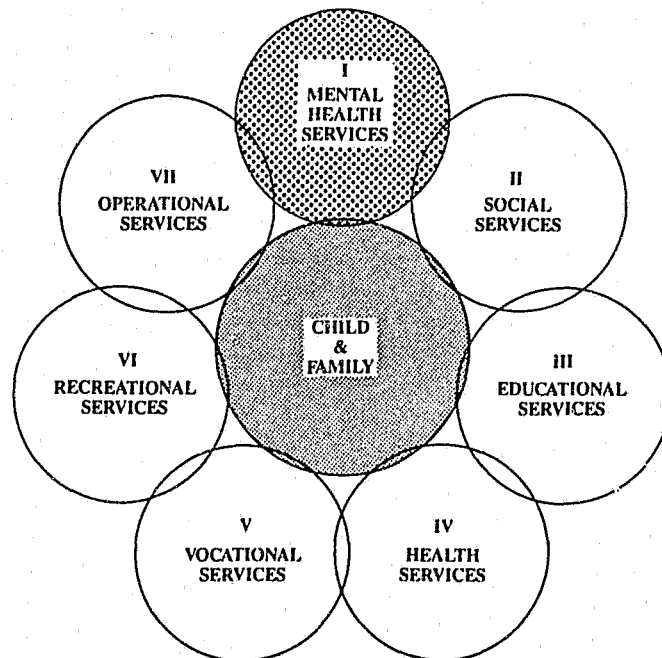 I
MENTAL
HEALTH
SERVICES
II
SOCIAL
SERVICES
III
EDUCATIONAL
SERVICES
IV
HEALTH
SERVICES
V
VOCATIONAL
SERVICES
VI
RECREATIONAL
SERVICES
VII
OPERATIONAL
SERVICES
CHILD
&
FAMILY